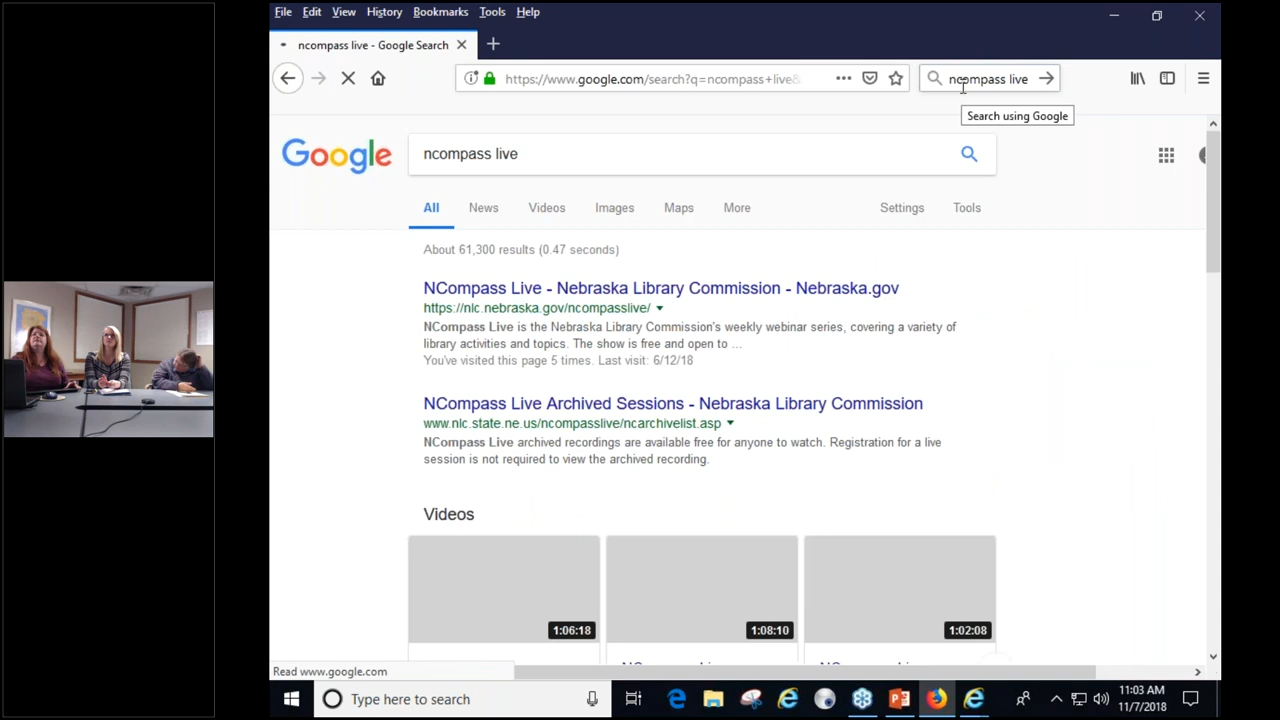 File Edit View History Bookmarks Tools Help
ncompass live - Google Search
https://www.google.com/search?q=ncompass+live&
ncompass live
Search using Google
Google
ncompass live
All News Videos Images Maps More Settings Tools
About 61,300 results (0.47 seconds)
NCompass Live - Nebraska Library Commission - Nebraska.gov
https://nlc.nebraska.gov/ncompasslive/
NCompass Live is the Nebraska Library Commission's weekly webinar series, covering a variety of
library activities and topics. The show is free and open to ...
You've visited this page 5 times. Last visit: 6/12/18
NCompass Live Archived Sessions - Nebraska Library Commission
www.nlc.state.ne.us/ncompasslive/ncarchivelist.asp
NCompass Live archived recordings are available free for anyone to watch. Registration for a live
session is not required to view the archived recording.
Videos
1:06:18 1:08:10 1:02:08
Read www.google.com
Type here to search
11:03 AM
11/7/2018